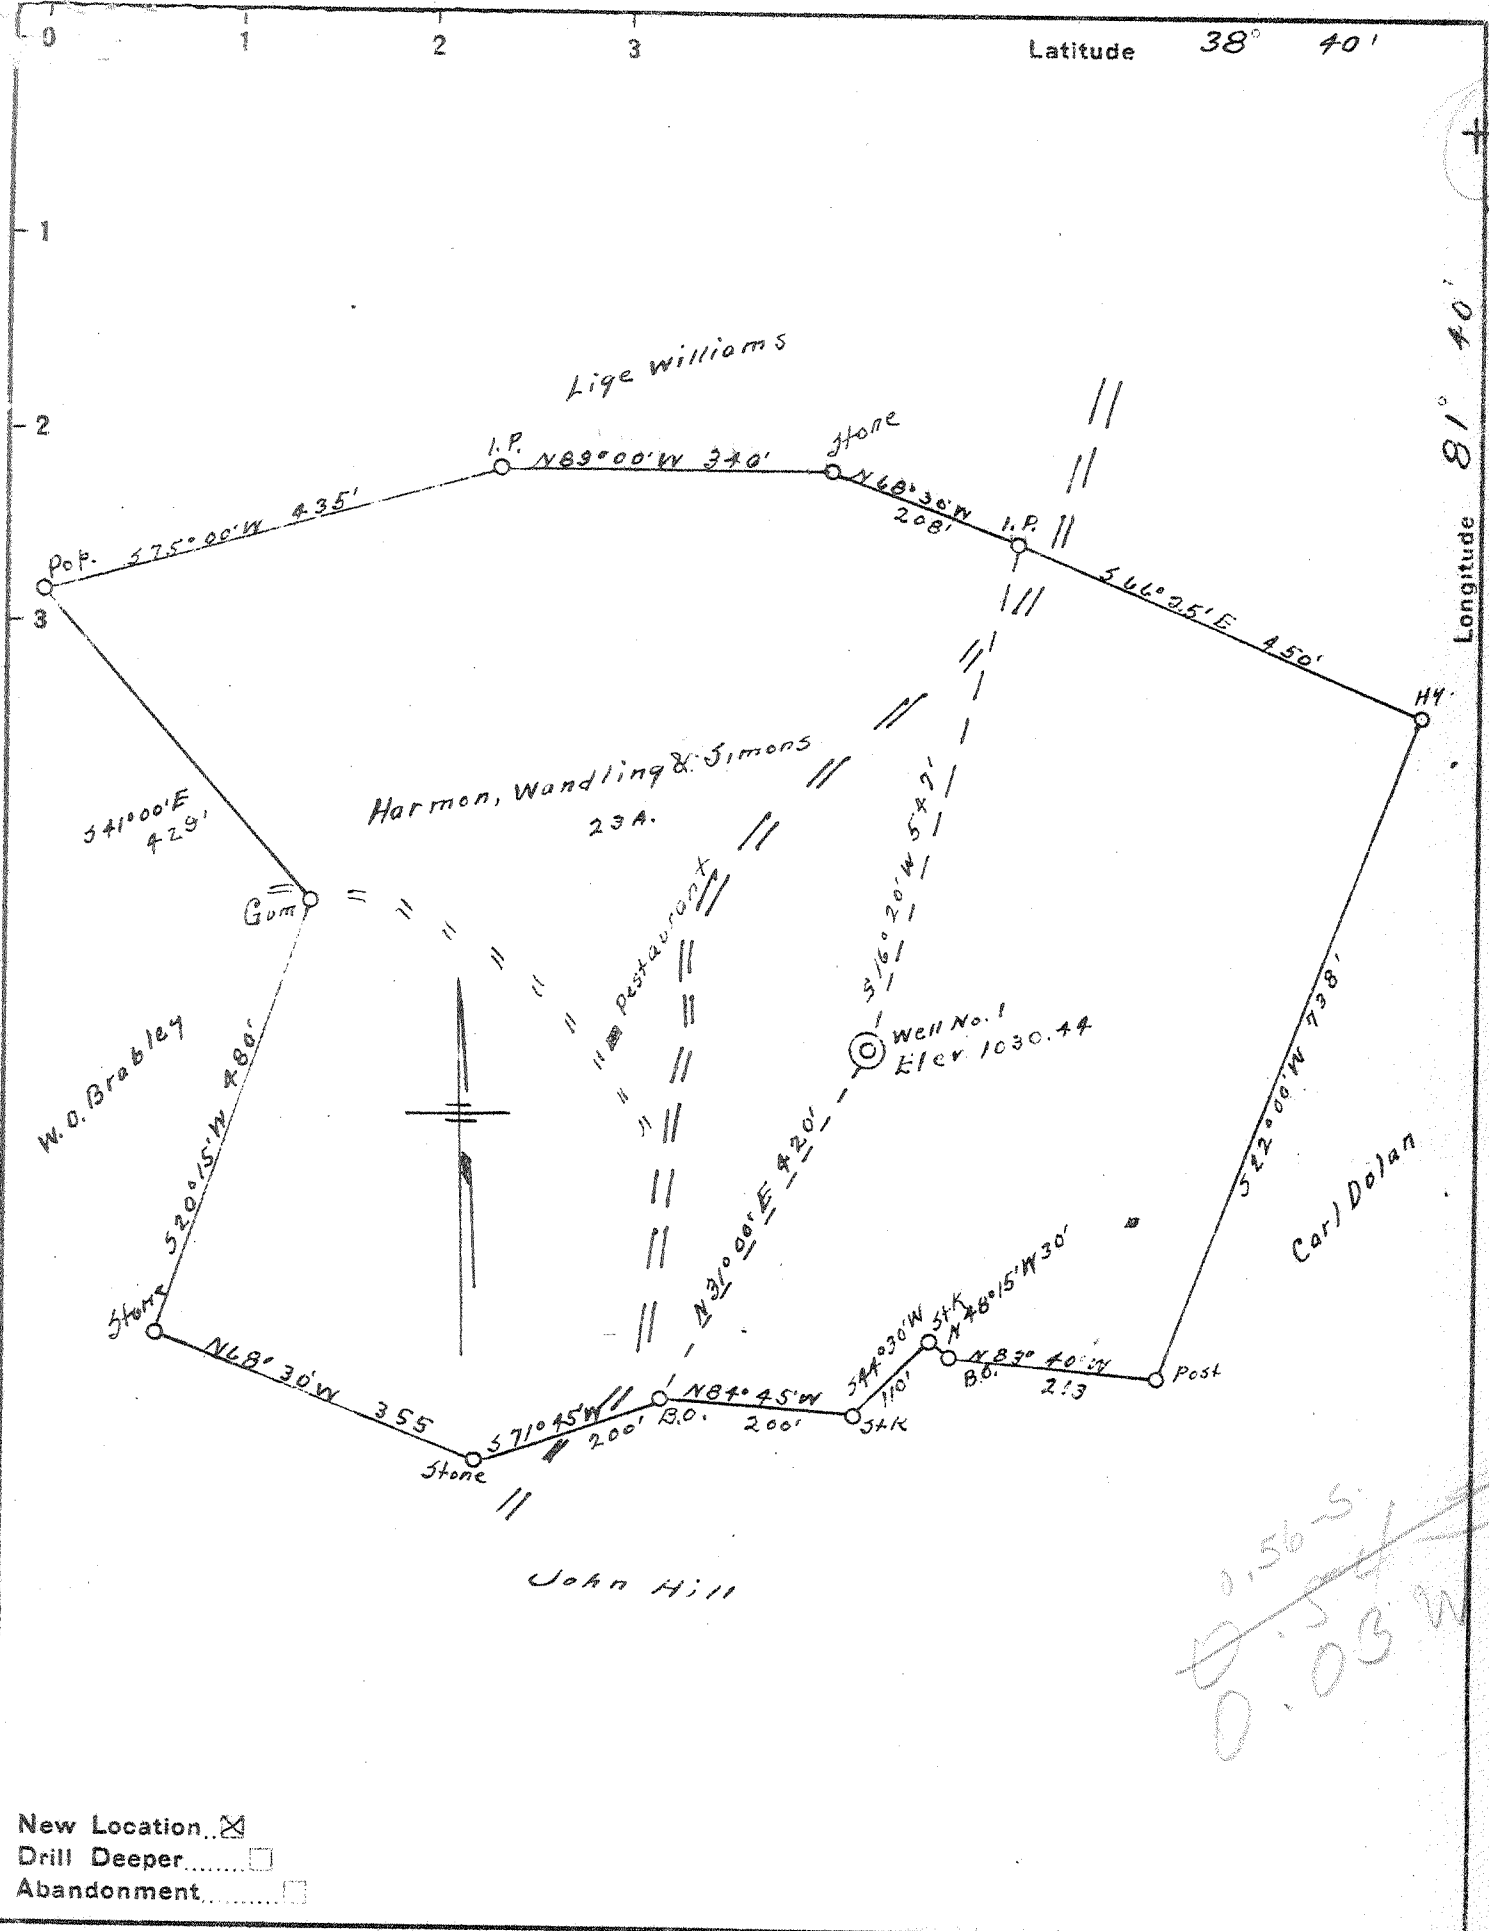 0 1 2 3
Latitude 38° 40'
1
2
3
Longitude 81° 40'
+
Lige Williams
I.P.
N89°00'W 340'
Stone
N68°30'W
208'
I.P.
S75°00'W 435'
Pop.
S66°25'E 450'
HY.
Harmon, Wandling & Simons
23A.
S41°00'E
429'
Gum
Restaurant
S16°20'W 547'
Well No. 1
Elev. 1030.44
W.O. Brabley
S20°15'W 480'
S22°00'W 738'
Carl Dolan
N31°00'E 420'
Stone
N68°30'W 355
Stone
S71°45'W
200'
B.O.
N84°45'W
200'
Stk
S44°30'W
110'
Stk
N48°15'W 30'
B.O.
N83°40'W
213
Post
John Hill
0.56 S
0.03 W
New Location ☒
Drill Deeper ☐
Abandonment ☐